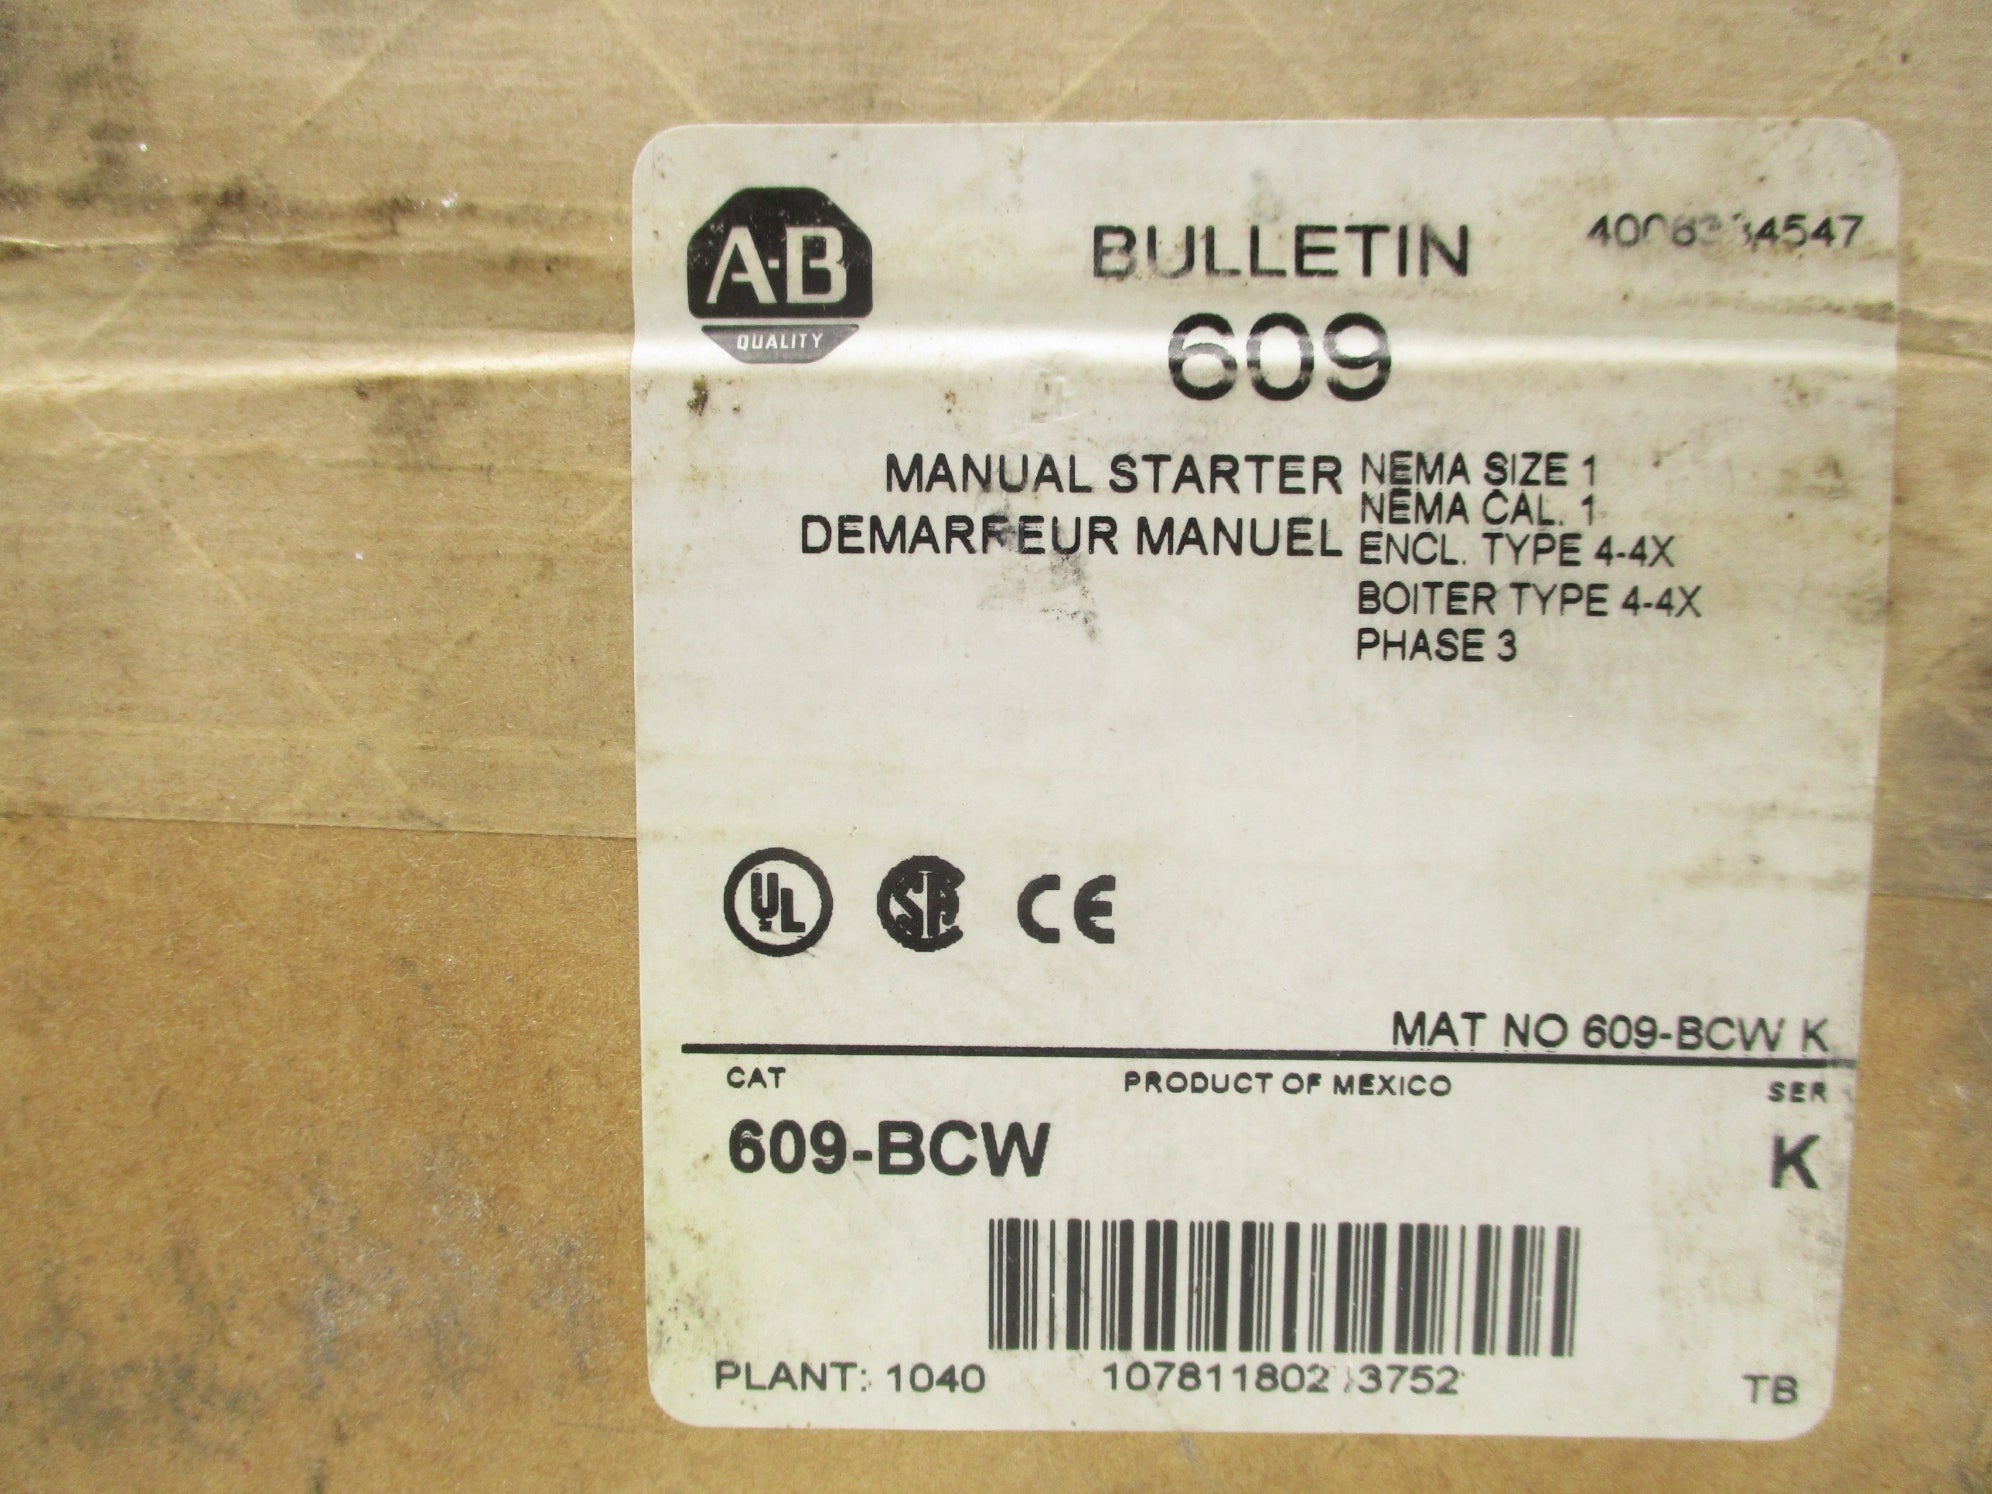 A-B
QUALITY
BULLETIN
609
MANUAL STARTER
DEMARREUR MANUEL
NEMA SIZE 1
NEMA CAL. 1
ENCL. TYPE 4-4X
BOITER TYPE 4-4X
PHASE 3
UL
SA
CE
MAT NO 609-BCW K
CAT
PRODUCT OF MEXICO
SER
609-BCW
K
PLANT: 1040
TB